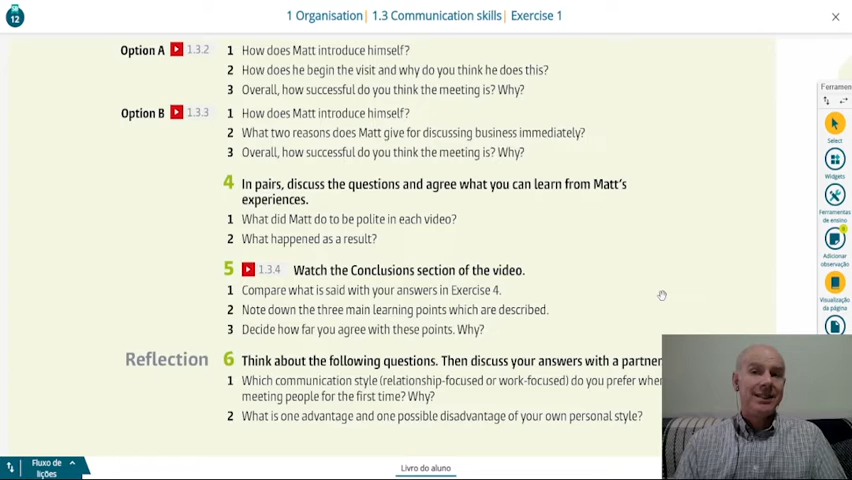 12
1 Organisation| 1.3 Communication skills| Exercise 1
Option A 1.3.2 1 How does Matt introduce himself?
2 How does he begin the visit and why do you think he does this?
3 Overall, how successful do you think the meeting is? Why?
Option B 1.3.3 1 How does Matt introduce himself?
2 What two reasons does Matt give for discussing business immediately?
3 Overall, how successful do you think the meeting is? Why?
4 In pairs, discuss the questions and agree what you can learn from Matt's
experiences.
1 What did Matt do to be polite in each video?
2 What happened as a result?
5 1.3.4 Watch the Conclusions section of the video.
1 Compare what is said with your answers in Exercise 4.
2 Note down the three main learning points which are described.
3 Decide how far you agree with these points. Why?
Reflection 6 Think about the following questions. Then discuss your answers with a partner
1 Which communication style (relationship-focused or work-focused) do you prefer when
meeting people for the first time? Why?
2 What is one advantage and one possible disadvantage of your own personal style?
Ferramen
Select
Widgets
Ferramentas
de ensino
Adicionar
observação
Visualização
da página
Fluxo de
lições
Livro do aluno